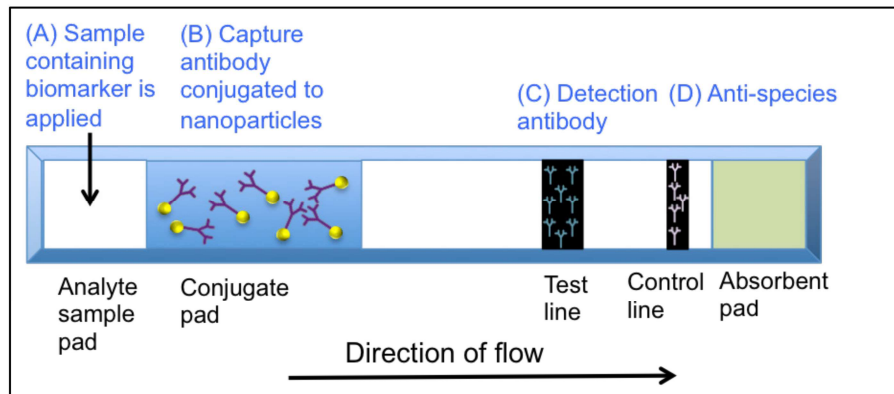 (A) Sample
containing
biomarker is
applied
(B) Capture
antibody
conjugated to
nanoparticles
(C) Detection
antibody
(D) Anti-species
Analyte
sample
pad
Conjugate
pad
Test
line
Control
line
Absorbent
pad
Direction of flow